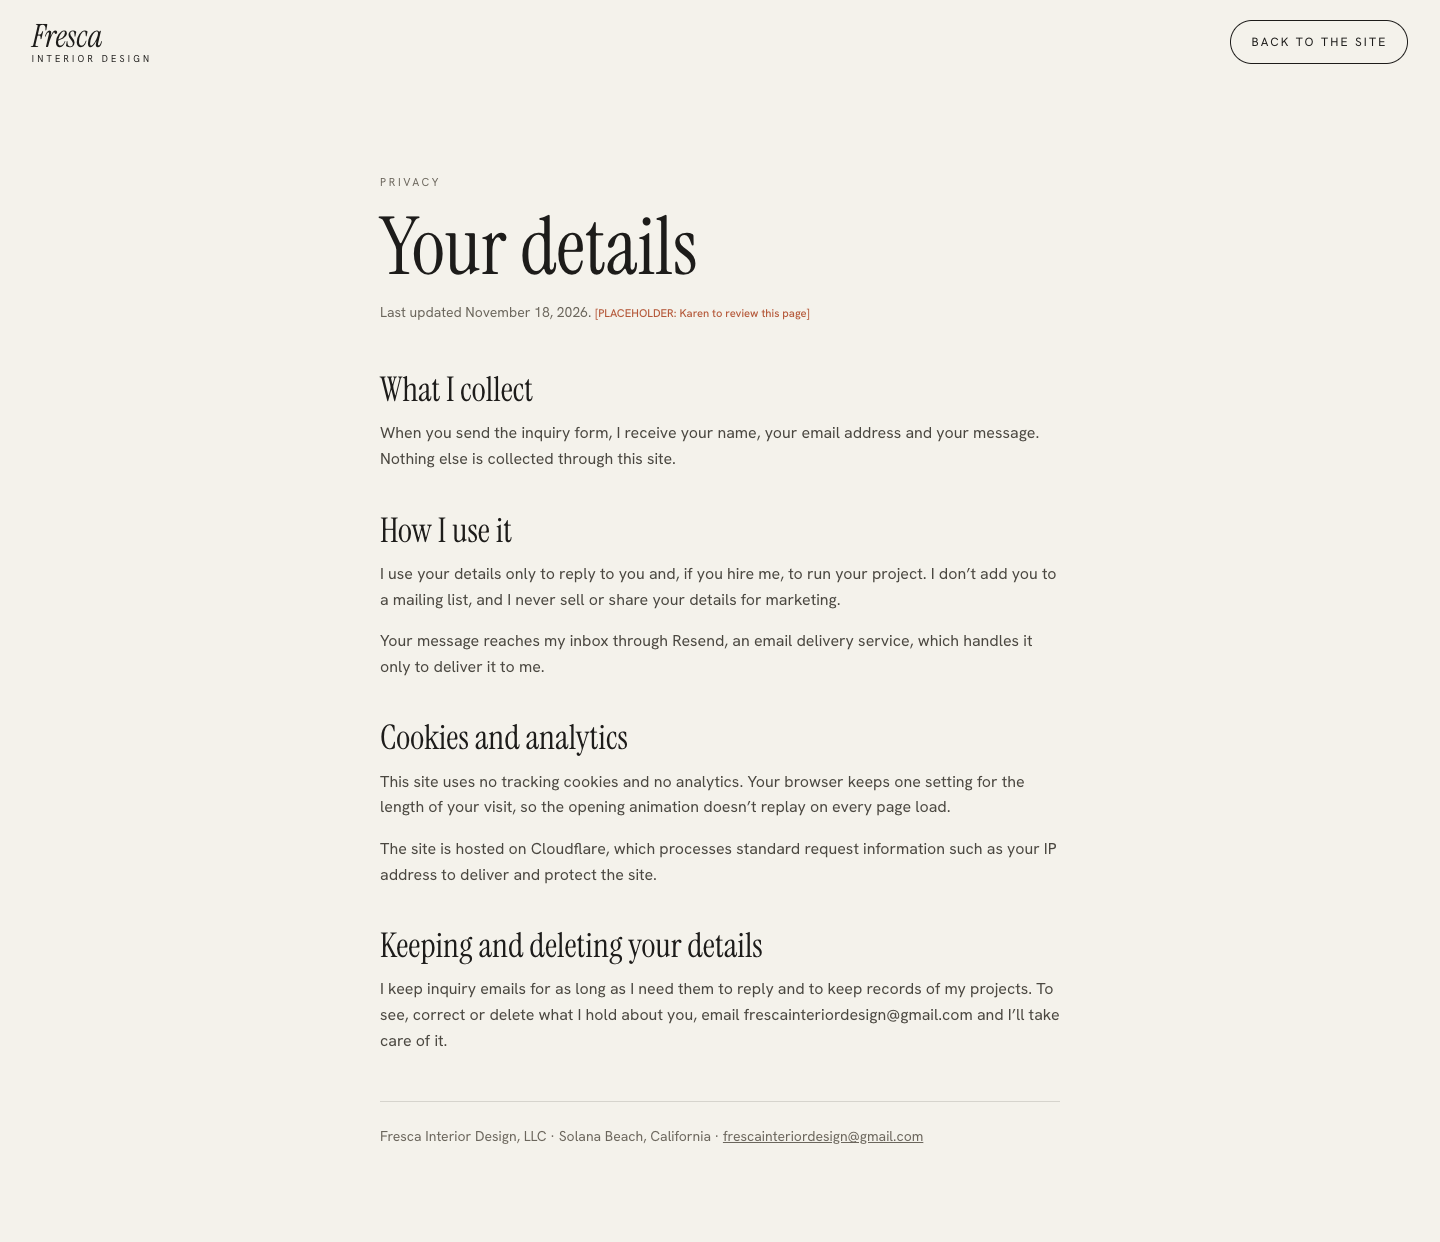 Fresca
INTERIOR DESIGN
BACK TO THE SITE
PRIVACY
Your details
Last updated November 18, 2026. [PLACEHOLDER: Karen to review this page]
What I collect
When you send the inquiry form, I receive your name, your email address and your message.
Nothing else is collected through this site.
How I use it
I use your details only to reply to you and, if you hire me, to run your project. I don’t add you to
a mailing list, and I never sell or share your details for marketing.
Your message reaches my inbox through Resend, an email delivery service, which handles it
only to deliver it to me.
Cookies and analytics
This site uses no tracking cookies and no analytics. Your browser keeps one setting for the
length of your visit, so the opening animation doesn’t replay on every page load.
The site is hosted on Cloudflare, which processes standard request information such as your IP
address to deliver and protect the site.
Keeping and deleting your details
I keep inquiry emails for as long as I need them to reply and to keep records of my projects. To
see, correct or delete what I hold about you, email frescainteriordesign@gmail.com and I’ll take
care of it.
Fresca Interior Design, LLC · Solana Beach, California · frescainteriordesign@gmail.com